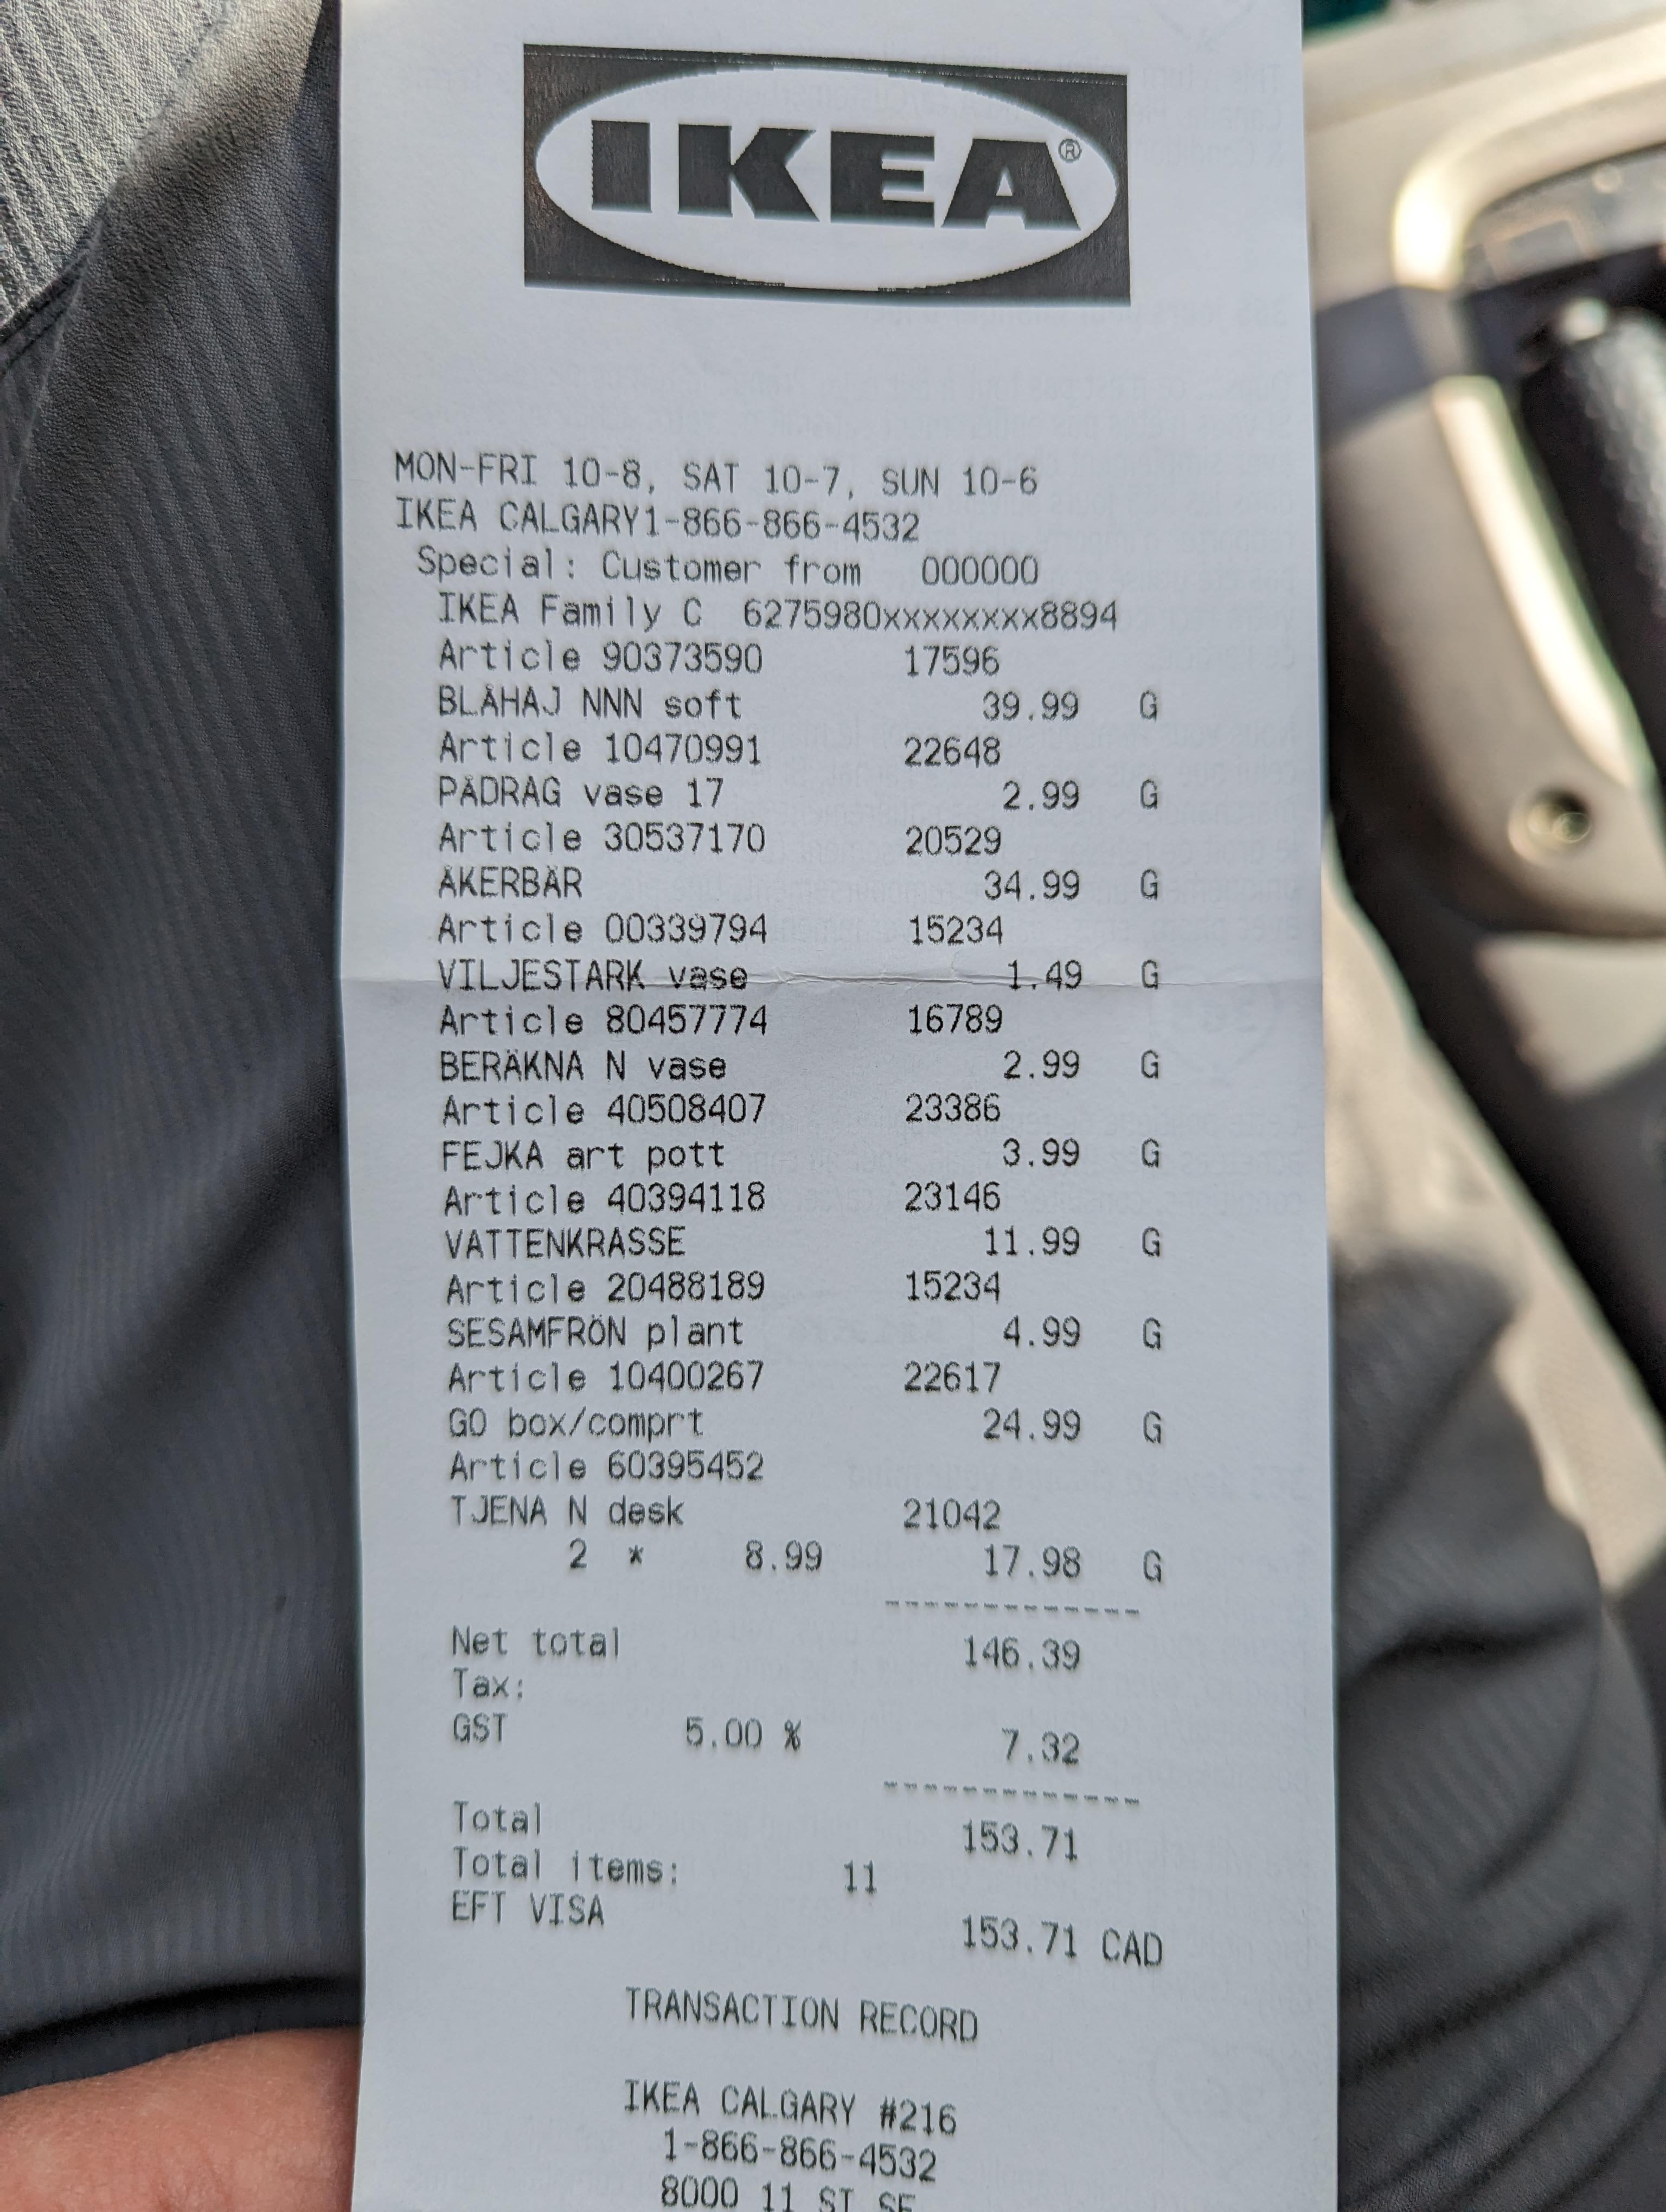 IKEA®
MON-FRI 10-8, SAT 10-7, SUN 10-6
IKEA CALGARY1-866-866-4532
Special: Customer from 000000
IKEA Family C 6275980xxxxxxxx8894
Article 90373590 17596
BLÅHAJ NNN soft 39.99 G
Article 10470991 22648
PÅDRAG vase 17 2.99 G
Article 30537170 20529
ÅKERBÄR 34.99 G
Article 00339794 15234
VILJESTARK vase 1.49 G
Article 80457774 16789
BERÄKNA N vase 2.99 G
Article 40508407 23386
FEJKA art pott 3.99 G
Article 40394118 23146
VATTENKRASSE 11.99 G
Article 20488189 15234
SESAMFRÖN plant 4.99 G
Article 10400267 22617
GO box/comprt 24.99 G
Article 60395452
TJENA N desk 21042
2 * 8.99 17.98 G
Net total 146.39
Tax:
GST 5.00 % 7.32
Total 153.71
Total items: 11
EFT VISA 153.71 CAD
TRANSACTION RECORD
IKEA CALGARY #216
1-866-866-4532
8000 11 ST SE